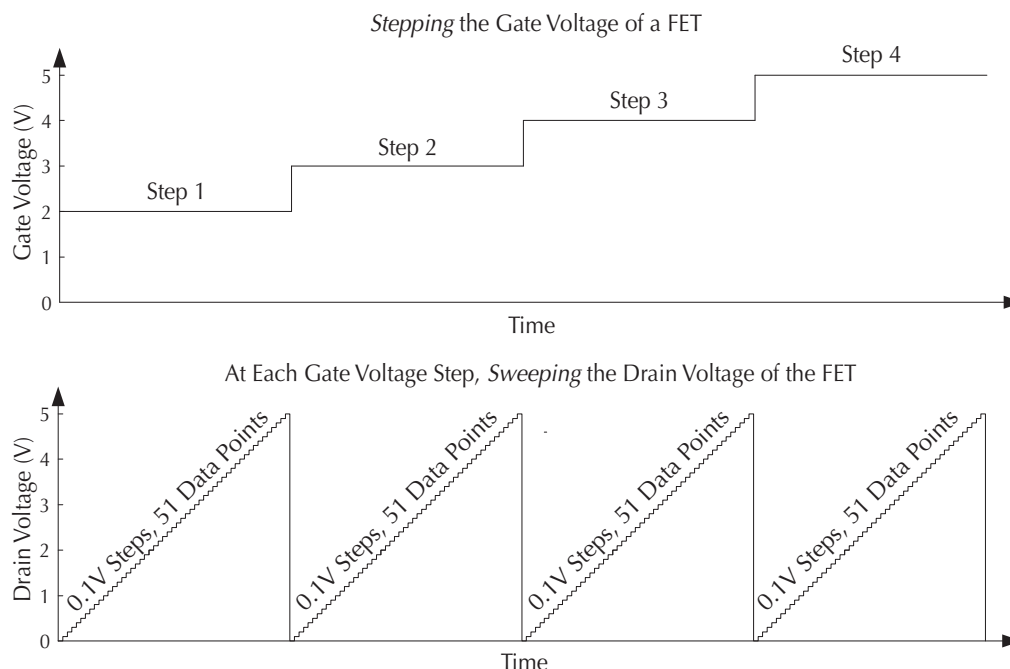 Stepping the Gate Voltage of a FET
Gate Voltage (V)
5
4
3
2
1
0
Step 1
Step 2
Step 3
Step 4
Time
At Each Gate Voltage Step, Sweeping the Drain Voltage of the FET
Drain Voltage (V)
5
4
3
2
1
0
0.1V Steps, 51 Data Points
0.1V Steps, 51 Data Points
0.1V Steps, 51 Data Points
0.1V Steps, 51 Data Points
Time